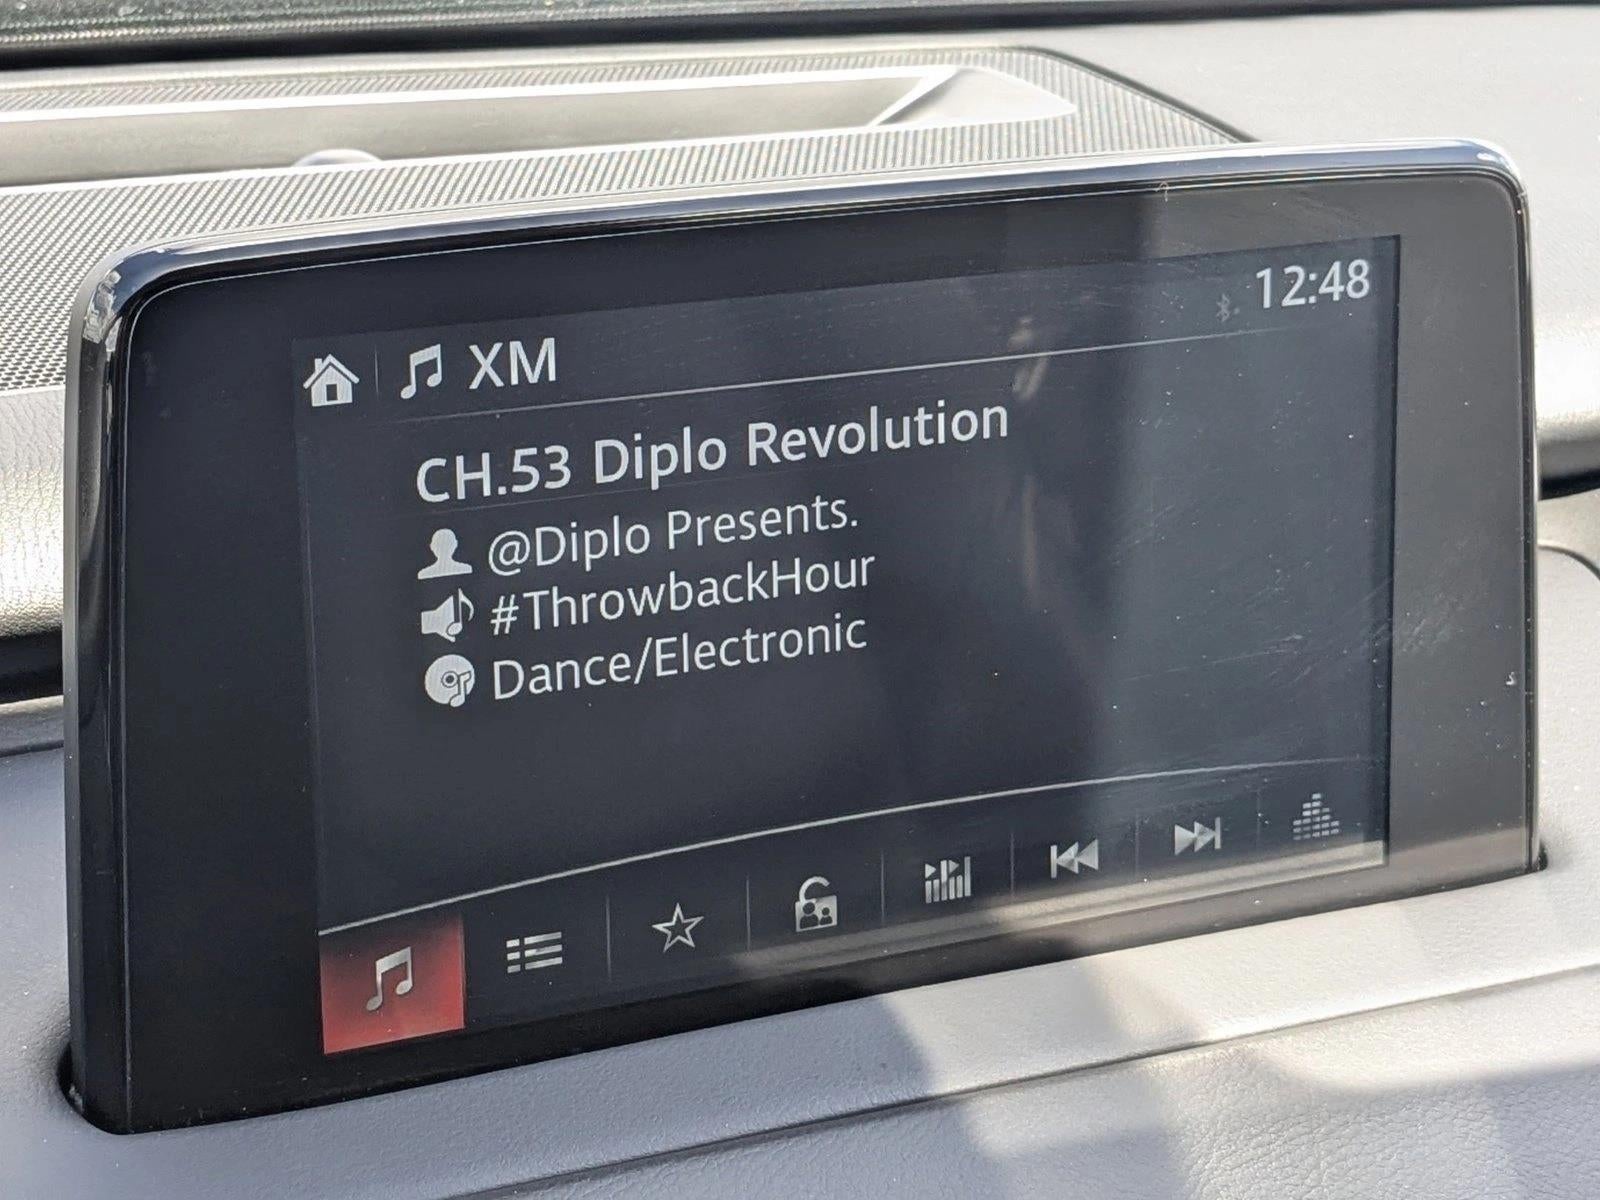 XM
12:48
CH.53 Diplo Revolution
@Diplo Presents.
#ThrowbackHour
Dance/Electronic